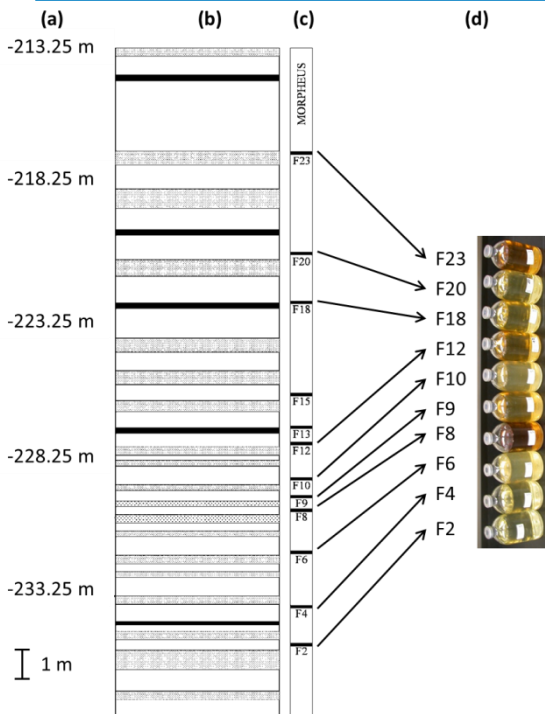 (a) (b) (c) (d)
-213.25 m
-218.25 m
-223.25 m
-228.25 m
-233.25 m
1 m
MORPHEUS
F23
F20
F18
F15
F13
F12
F10
F9
F8
F6
F4
F2
F23
F20
F18
F12
F10
F9
F8
F6
F4
F2